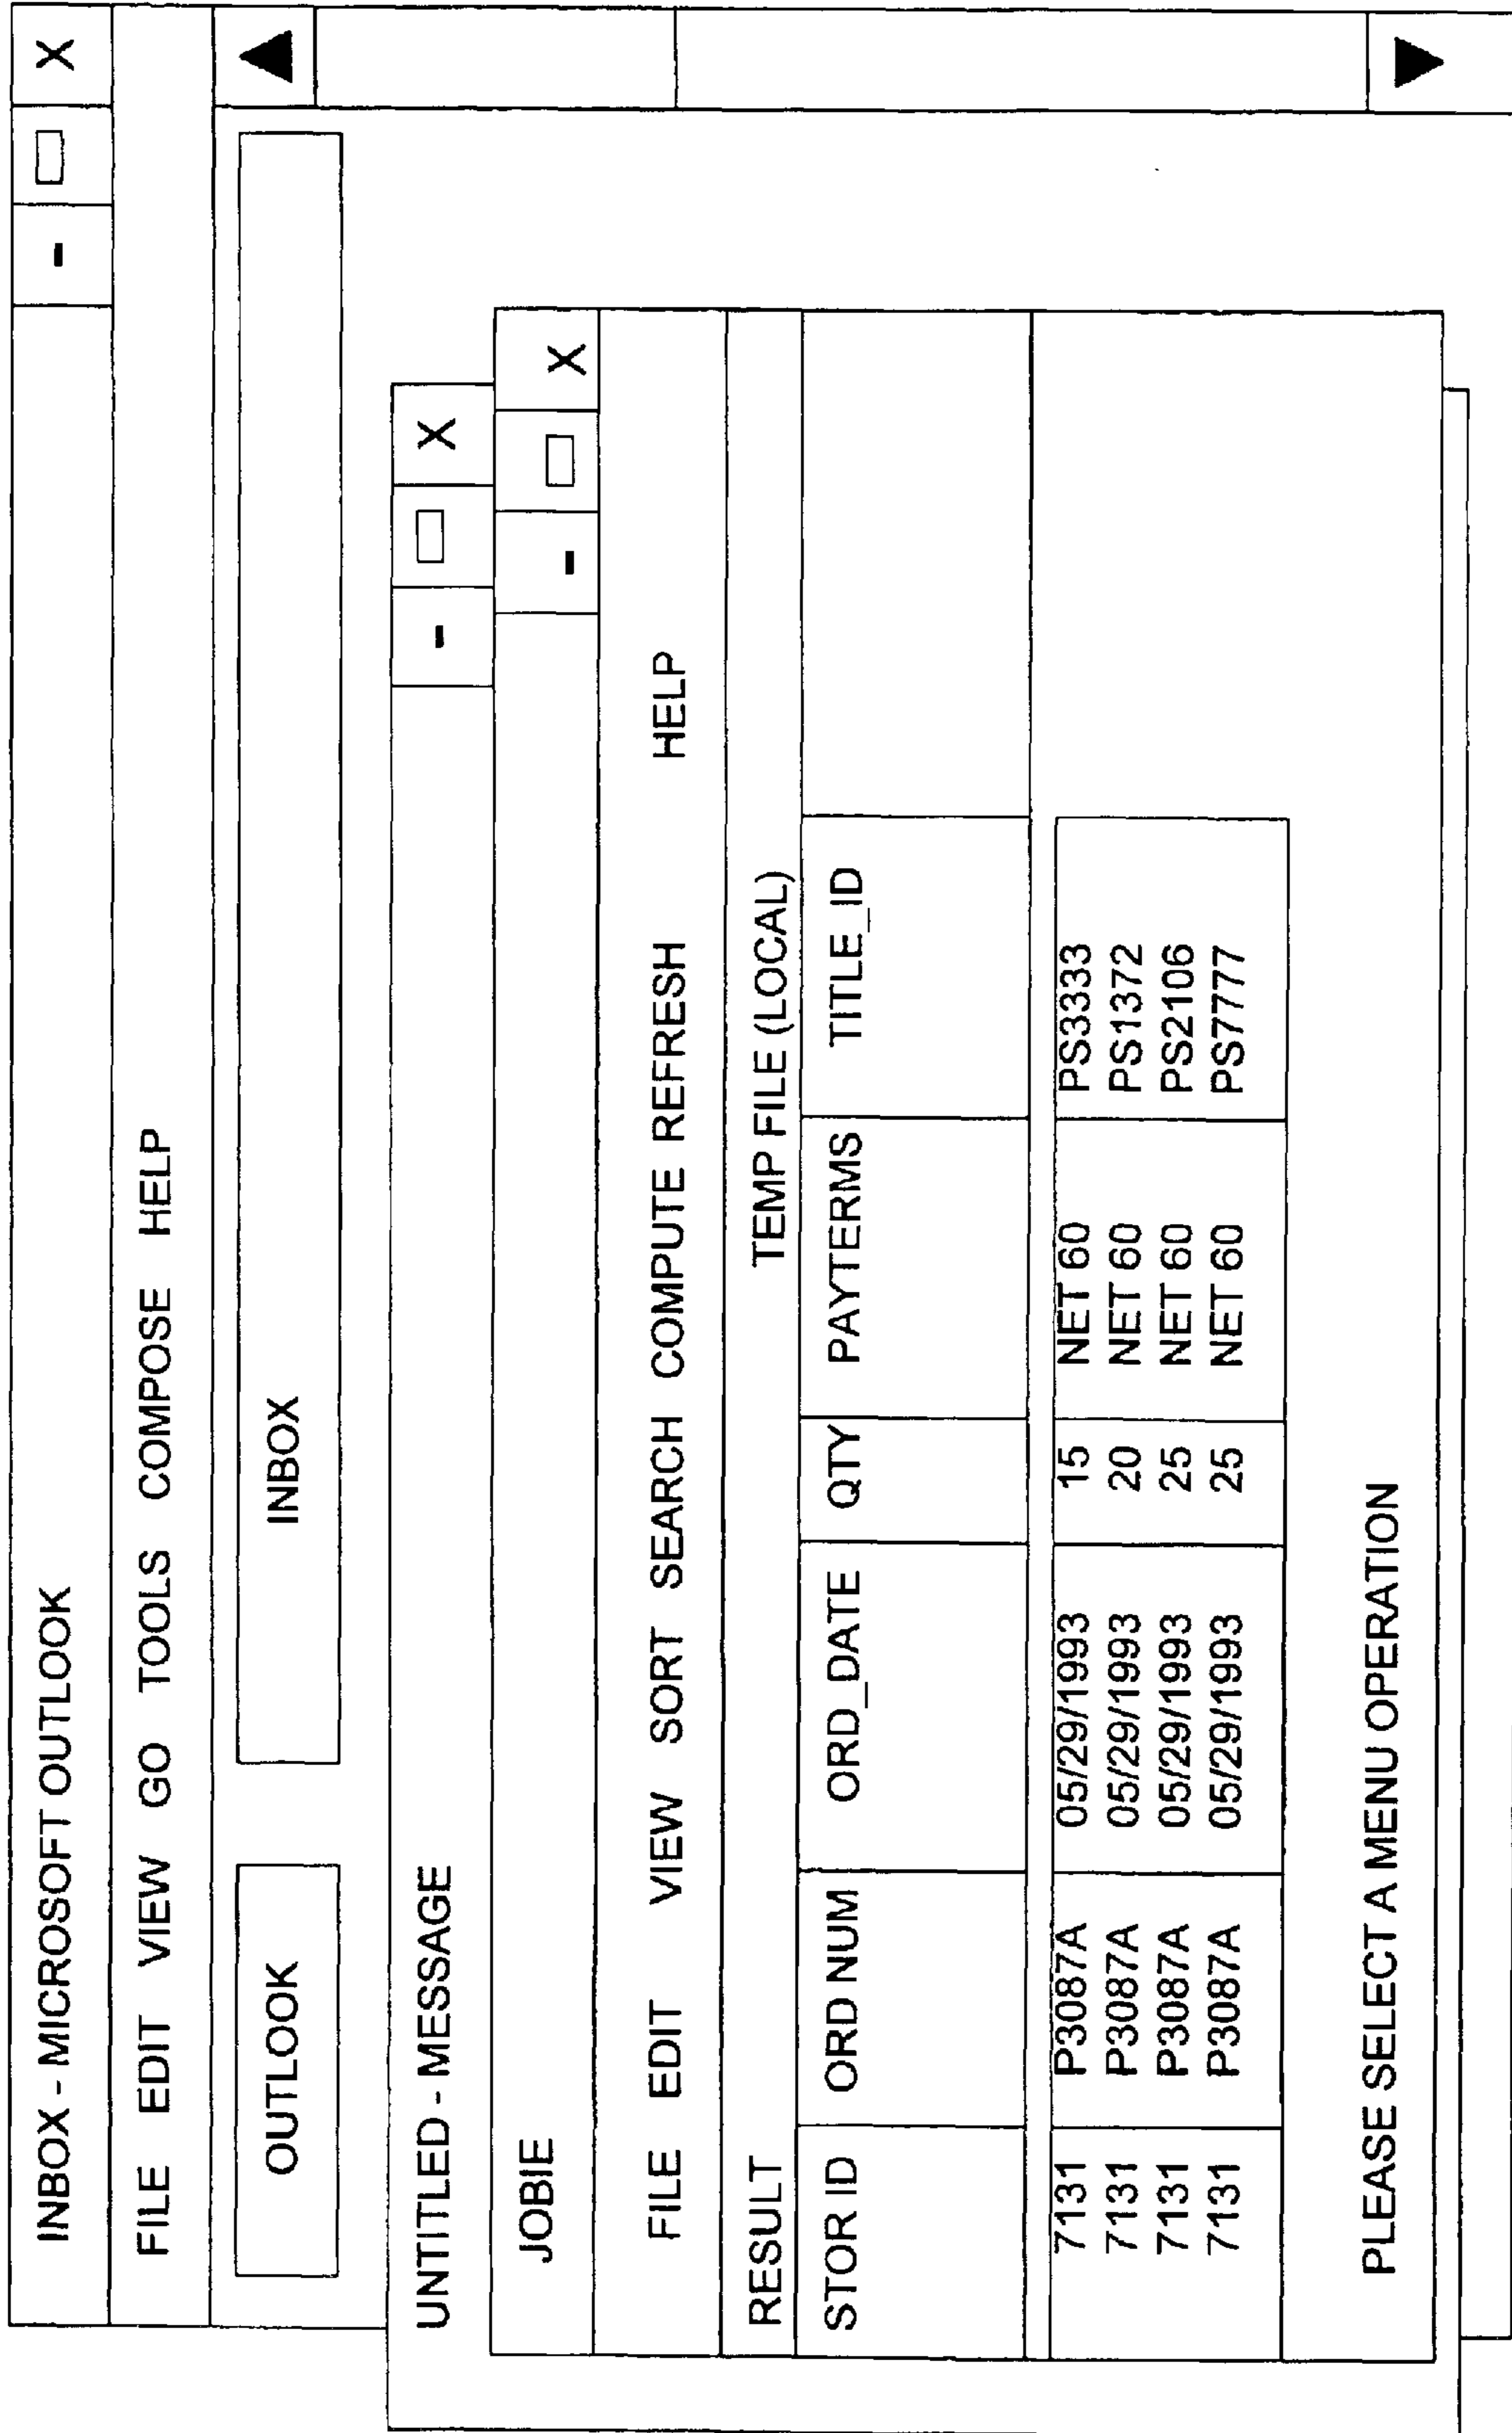 INBOX - MICROSOFT OUTLOOK - X
FILE EDIT VIEW GO TOOLS COMPOSE HELP
OUTLOOK INBOX
UNTITLED - MESSAGE - X
JOBIE - X
FILE EDIT VIEW SORT SEARCH COMPUTE REFRESH HELP
RESULT TEMP FILE (LOCAL)
STOR ID ORD NUM ORD_DATE QTY PAYTERMS TITLE_ID
7131 P3087A 05/29/1993 15 NET 60 PS3333
7131 P3087A 05/29/1993 20 NET 60 PS1372
7131 P3087A 05/29/1993 25 NET 60 PS2106
7131 P3087A 05/29/1993 25 NET 60 PS7777
PLEASE SELECT A MENU OPERATION